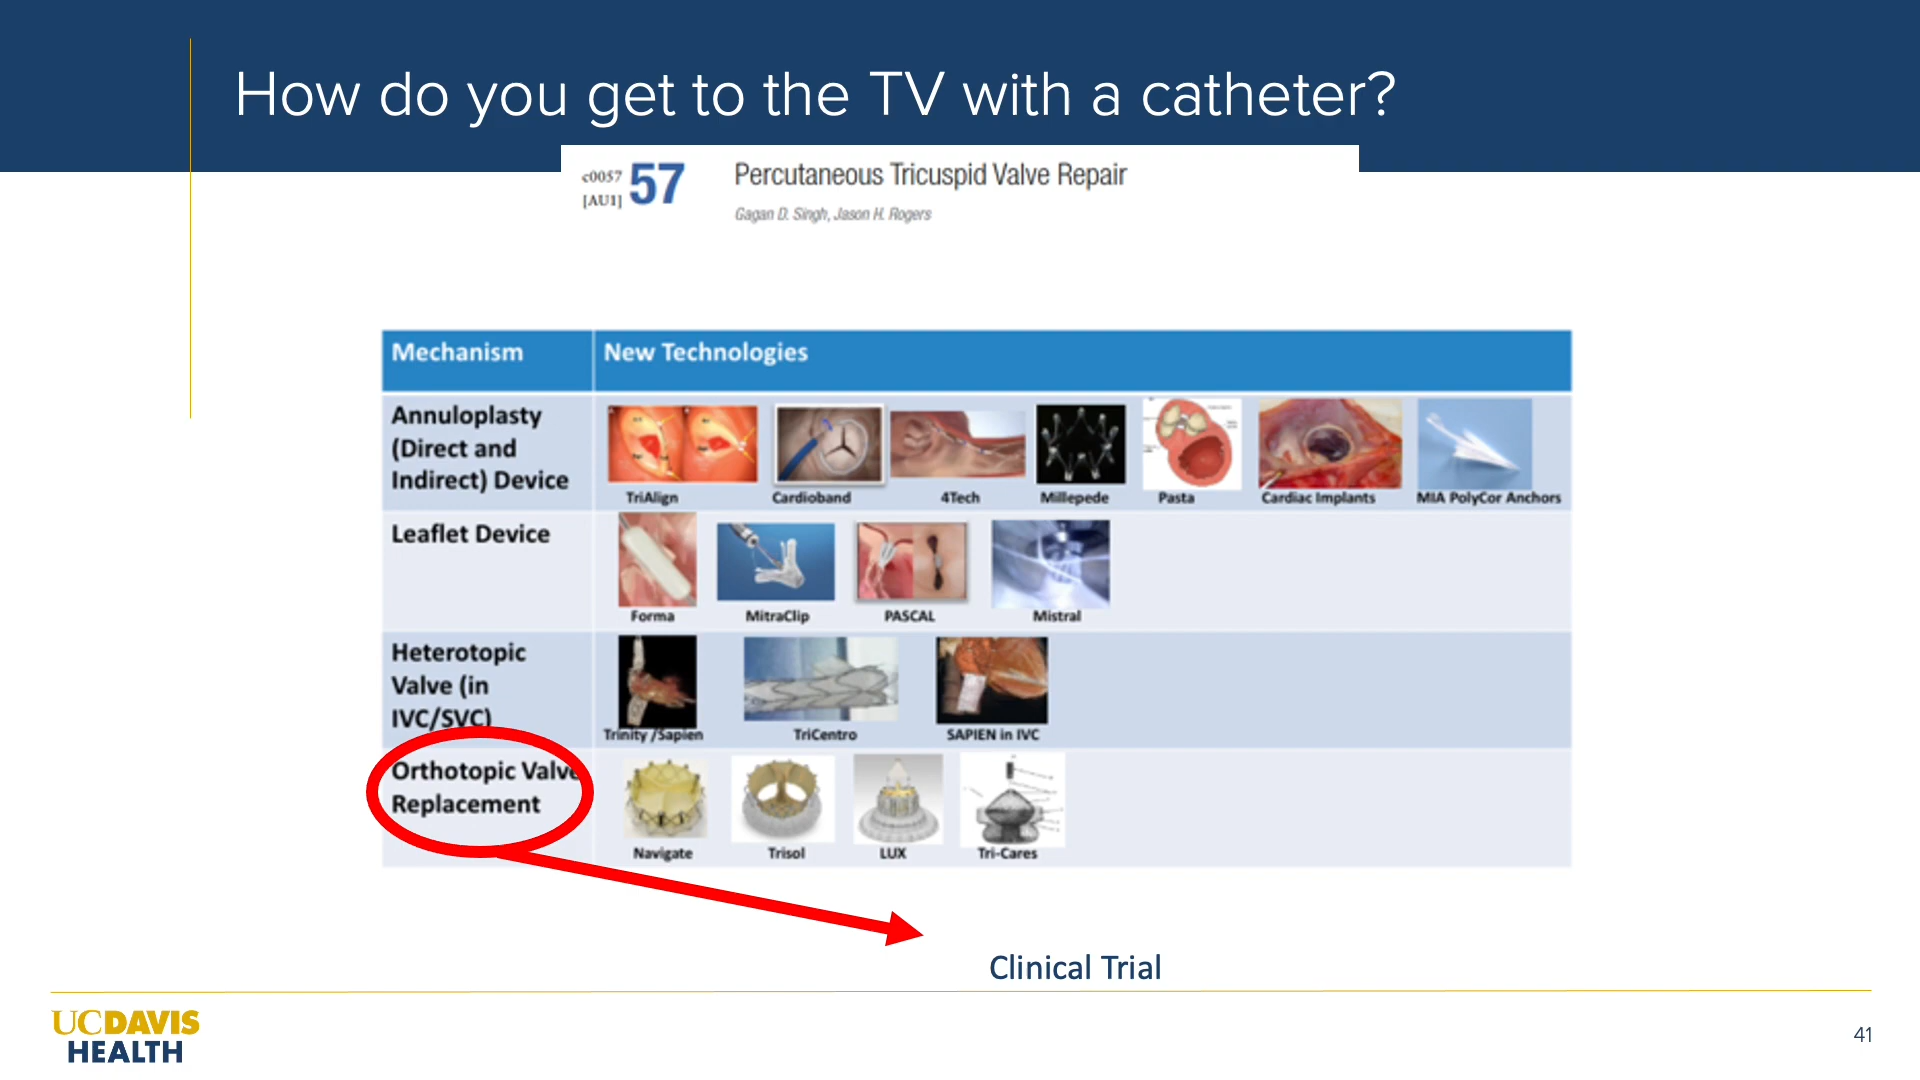 How do you get to the TV with a catheter?
c0057
[AU1]
57
Percutaneous Tricuspid Valve Repair
Gagan D. Singh, Jason H. Rogers
Mechanism
New Technologies
Annuloplasty
(Direct and
Indirect) Device
TriAlign
Cardioband
4Tech
Millepede
Pasta
Cardiac Implants
MIA PolyCor Anchors
Leaflet Device
Forma
MitraClip
PASCAL
Mistral
Heterotopic
Valve (in
IVC/SVC)
Trinity /Sapien
TriCentro
SAPIEN in IVC
Orthotopic Valve
Replacement
Navigate
Trisol
LUX
Tri-Cares
Clinical Trial
UCDAVIS
HEALTH
41